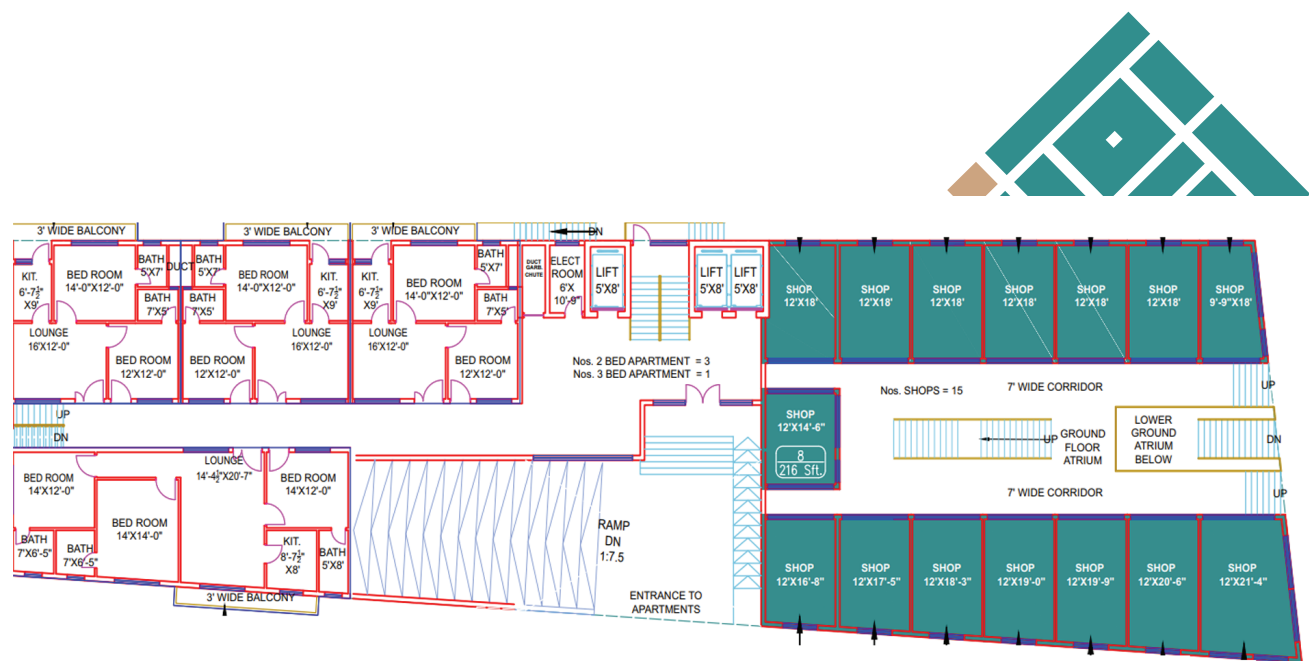 3' WIDE BALCONY
3' WIDE BALCONY
3' WIDE BALCONY
DN
KIT.
6'-7½"
X9'
BED ROOM
14'-0"X12'-0"
BATH
5'X7'
DUCT
BATH
5'X7'
BED ROOM
14'-0"X12'-0"
KIT.
6'-7½"
X9'
KIT.
6'-7½"
X9'
BED ROOM
14'-0"X12'-0"
BATH
5'X7'
DUCT
GARB.
CHUTE
ELECT
ROOM
6'X
10'-9"
LIFT
5'X8'
LIFT
5'X8'
LIFT
5'X8'
BATH
7'X5'
BATH
7'X5'
BATH
7'X5'
LOUNGE
16'X12'-0"
BED ROOM
12'X12'-0"
BED ROOM
12'X12'-0"
LOUNGE
16'X12'-0"
LOUNGE
16'X12'-0"
BED ROOM
12'X12'-0"
Nos. 2 BED APARTMENT = 3
Nos. 3 BED APARTMENT = 1
SHOP
12'X18'
SHOP
12'X18'
SHOP
12'X18'
SHOP
12'X18'
SHOP
12'X18'
SHOP
12'X18'
SHOP
9'-9"X18'
Nos. SHOPS = 15
7' WIDE CORRIDOR
UP
SHOP
12'X14'-6"
8
216 Sft.
UP
GROUND
FLOOR
ATRIUM
LOWER
GROUND
ATRIUM
BELOW
DN
7' WIDE CORRIDOR
UP
UP
DN
BED ROOM
14'X12'-0"
LOUNGE
14'-4½"X20'-7"
BED ROOM
14'X12'-0"
BED ROOM
14'X14'-0"
BATH
7'X6'-5"
BATH
7'X6'-5"
KIT.
8'-7½"
X8'
BATH
5'X8'
3' WIDE BALCONY
RAMP
DN
1:7.5
ENTRANCE TO
APARTMENTS
SHOP
12'X16'-8"
SHOP
12'X17'-5"
SHOP
12'X18'-3"
SHOP
12'X19'-0"
SHOP
12'X19'-9"
SHOP
12'X20'-6"
SHOP
12'X21'-4"